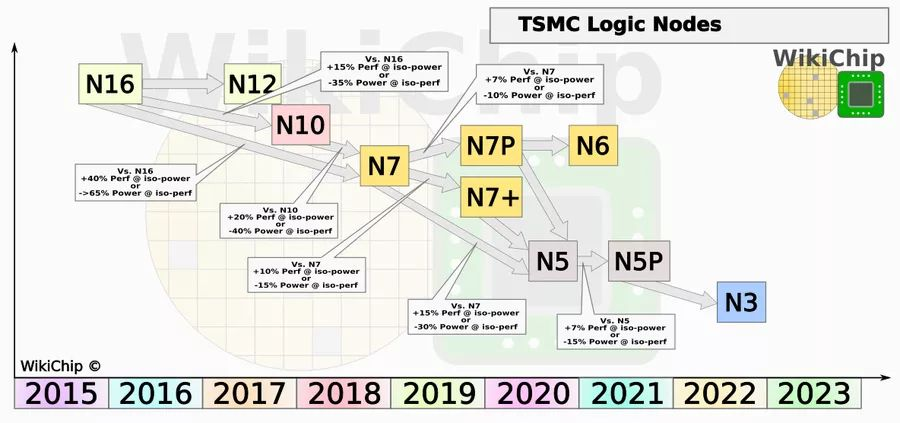 TSMC Logic Nodes
WikiChip
WikiChip
N16
N12
Vs. N16
+15% Perf @ iso-power
or
-35% Power @ iso-perf
Vs. N7
+7% Perf @ iso-power
or
-10% Power @ iso-perf
N10
N7
N7P
N6
N7+
Vs. N16
+40% Perf @ iso-power
or
->65% Power @ iso-perf
Vs. N10
+20% Perf @ iso-power
or
-40% Power @ iso-perf
Vs. N7
+10% Perf @ iso-power
or
-15% Power @ iso-perf
N5
N5P
N3
Vs. N7
+15% Perf @ iso-power
or
-30% Power @ iso-perf
Vs. N5
+7% Perf @ iso-power
or
-15% Power @ iso-perf
WikiChip ©
2015 2016 2017 2018 2019 2020 2021 2022 2023